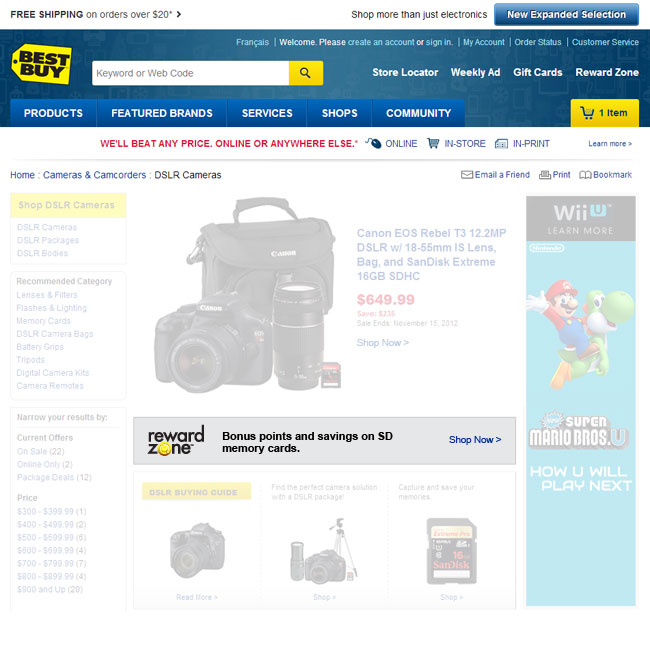 FREE SHIPPING on orders over $20* >
Shop more than just electronics
New Expanded Selection
BEST BUY
Français | Welcome. Please create an account or sign in. | My Account | Order Status | Customer Service
Keyword or Web Code
Store Locator Weekly Ad Gift Cards Reward Zone
PRODUCTS FEATURED BRANDS SERVICES SHOPS COMMUNITY
1 Item
WE'LL BEAT ANY PRICE. ONLINE OR ANYWHERE ELSE.* ONLINE IN-STORE IN-PRINT
Learn more >
Home : Cameras & Camcorders : DSLR Cameras
Email a Friend Print Bookmark
Shop DSLR Cameras
DSLR Cameras
DSLR Packages
DSLR Bodies
Recommended Category
Lenses & Filters
Flashes & Lighting
Memory Cards
DSLR Camera Bags
Battery Grips
Tripods
Digital Camera Kits
Camera Remotes
Narrow your results by:
Current Offers
On Sale (22)
Online Only (2)
Package Deals (12)
Price
$300 - $399.99 (1)
$400 - $499.99 (2)
$500 - $599.99 (6)
$600 - $699.99 (4)
$700 - $799.99 (7)
$800 - $899.99 (4)
$900 and Up (20)
Canon
Canon
Canon EOS Rebel T3 12.2MP
DSLR w/ 18-55mm IS Lens,
Bag, and SanDisk Extreme
16GB SDHC
$649.99
Save: $235
Sale Ends: November 15, 2012
Shop Now >
reward
zone™
Bonus points and savings on SD
memory cards.
Shop Now >
DSLR BUYING GUIDE
Read More >
Find the perfect camera solution
with a DSLR package!
Shop >
Capture and save your
memories.
Extreme Pro
16
SanDisk
Shop >
Wii U
LEARN MORE
Nintendo
NEW
SUPER
MARIO BROS. U
HOW U WILL
PLAY NEXT